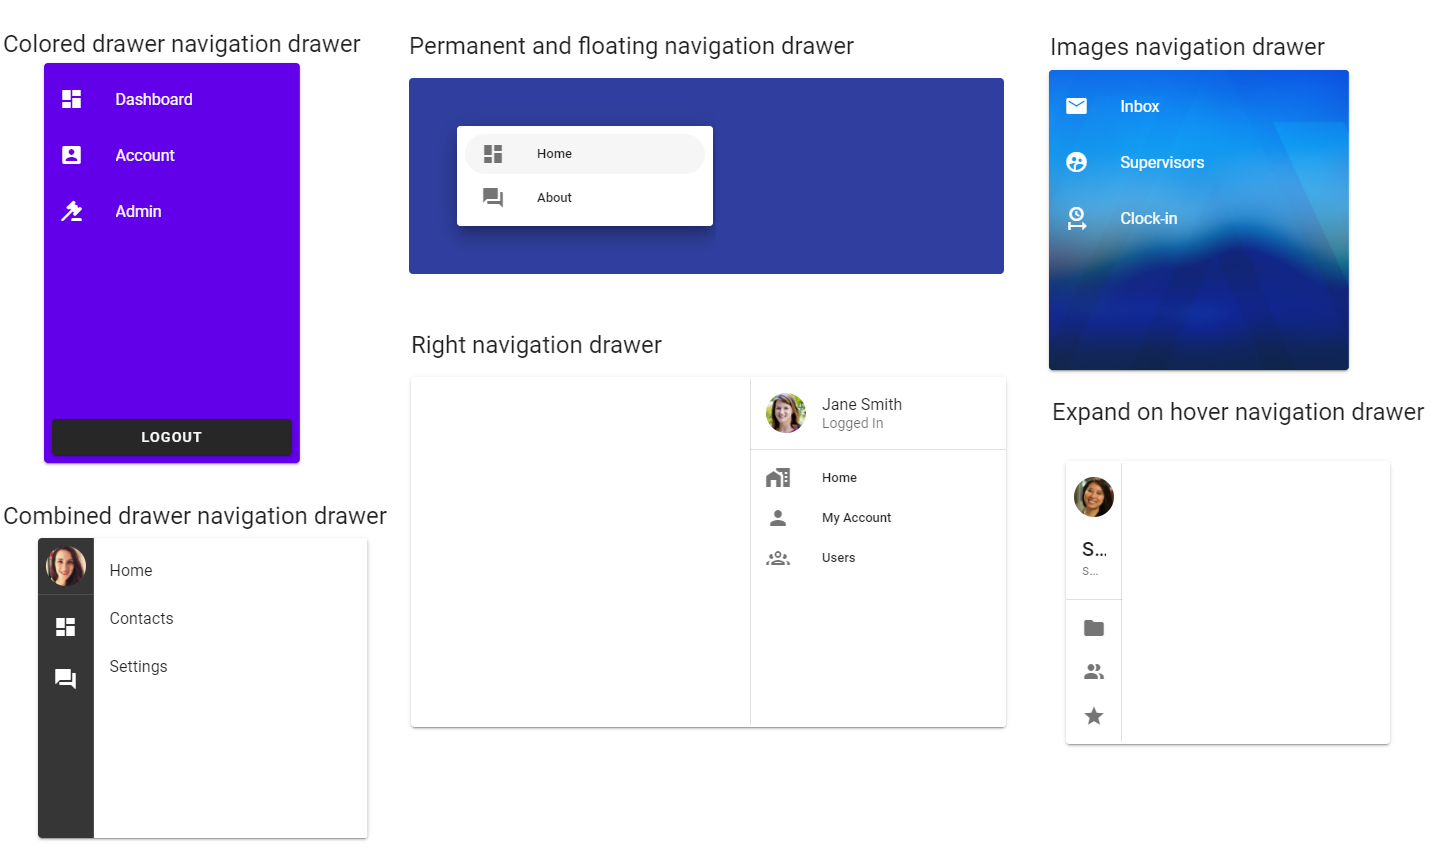 Colored drawer navigation drawer
Dashboard
Account
Admin
LOGOUT
Combined drawer navigation drawer
Home
Contacts
Settings
Permanent and floating navigation drawer
Home
About
Right navigation drawer
Jane Smith
Logged In
Home
My Account
Users
Images navigation drawer
Inbox
Supervisors
Clock-in
Expand on hover navigation drawer
S...
s...